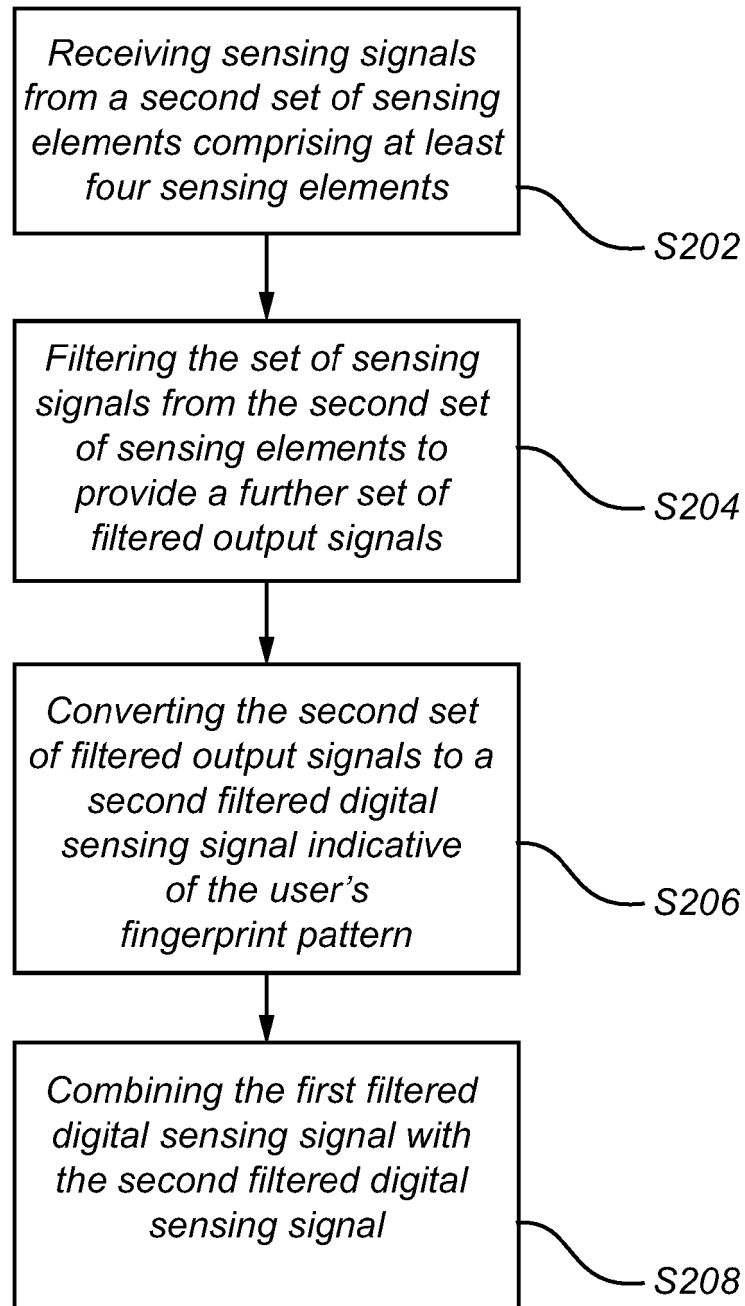 Receiving sensing signals
from a second set of sensing
elements comprising at least
four sensing elements
S202
Filtering the set of sensing
signals from the second set
of sensing elements to
provide a further set of
filtered output signals
S204
Converting the second set
of filtered output signals to a
second filtered digital
sensing signal indicative
of the user's
fingerprint pattern
S206
Combining the first filtered
digital sensing signal with
the second filtered digital
sensing signal
S208